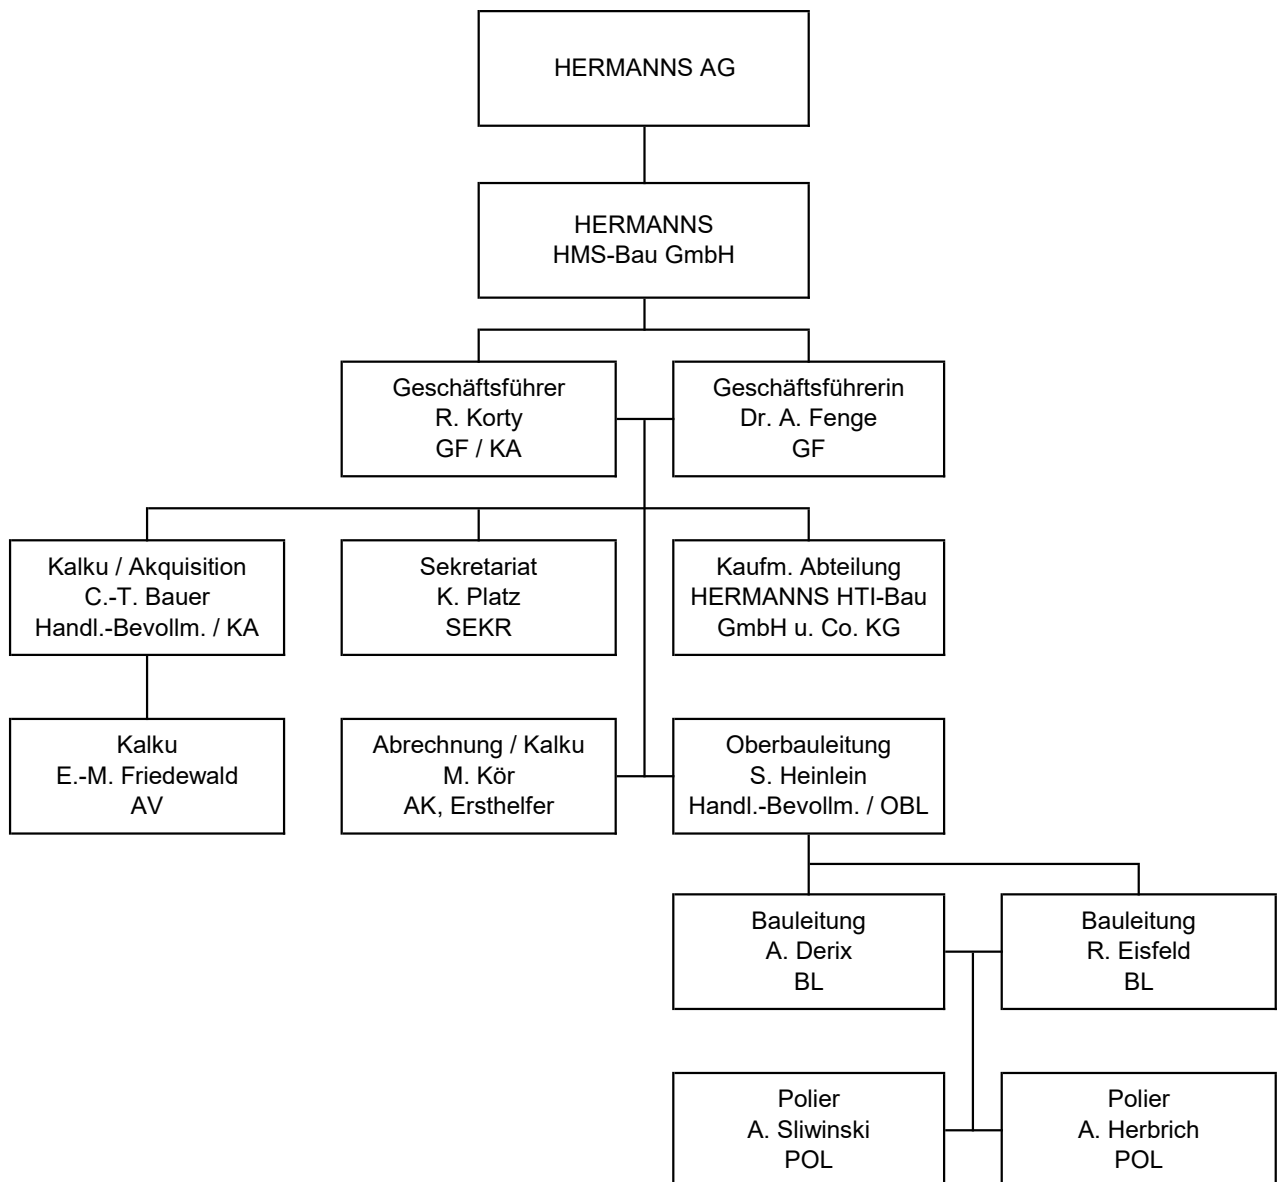 HERMANNS AG
HERMANNS
HMS-Bau GmbH
Geschäftsführer
R. Korty
GF / KA
Geschäftsführerin
Dr. A. Fenge
GF
Kalku / Akquisition
C.-T. Bauer
Handl.-Bevollm. / KA
Sekretariat
K. Platz
SEKR
Kaufm. Abteilung
HERMANNS HTI-Bau
GmbH u. Co. KG
Kalku
E.-M. Friedewald
AV
Abrechnung / Kalku
M. Kör
AK, Ersthelfer
Oberbauleitung
S. Heinlein
Handl.-Bevollm. / OBL
Bauleitung
A. Derix
BL
Bauleitung
R. Eisfeld
BL
Polier
A. Sliwinski
POL
Polier
A. Herbrich
POL